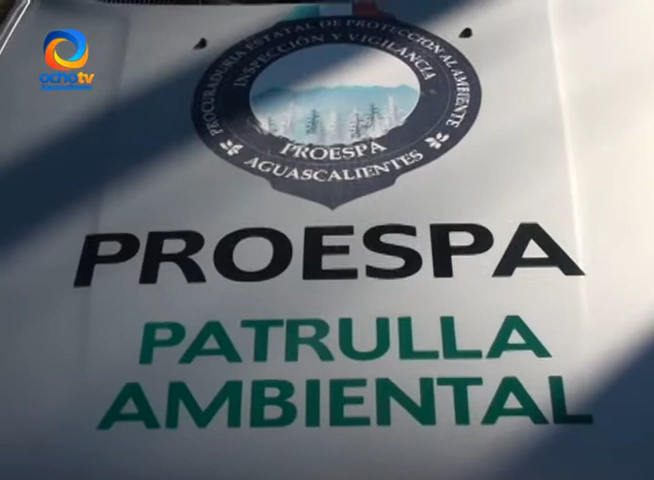 ochotv
PROCURADURÍA ESTATAL DE PROTECCIÓN AL AMBIENTE
INSPECCIÓN Y VIGILANCIA
PROESPA
AGUASCALIENTES
PROESPA
PATRULLA
AMBIENTAL